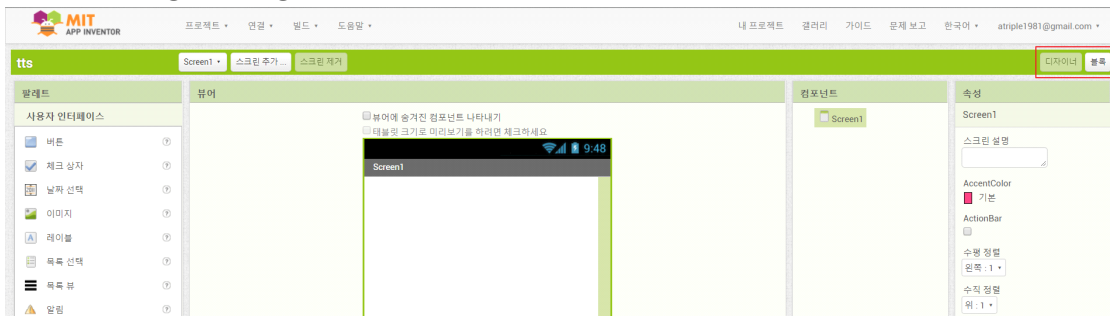 MIT
APP INVENTOR
프로젝트 연결 빌드 도움말
내 프로젝트 갤러리 가이드 문제 보고 한국어 atriple1981@gmail.com
tts
Screen1 스크린 추가 ... 스크린 제거
디자이너 블록
팔레트
사용자 인터페이스
버튼
체크 상자
날짜 선택
이미지
레이블
목록 선택
목록 뷰
알림
뷰어
뷰어에 숨겨진 컴포넌트 나타내기
태블릿 크기로 미리보기를 하려면 체크하세요
9:48
Screen1
컴포넌트
Screen1
속성
Screen1
스크린 설명
AccentColor
기본
ActionBar
수평 정렬
왼쪽 : 1
수직 정렬
위 : 1